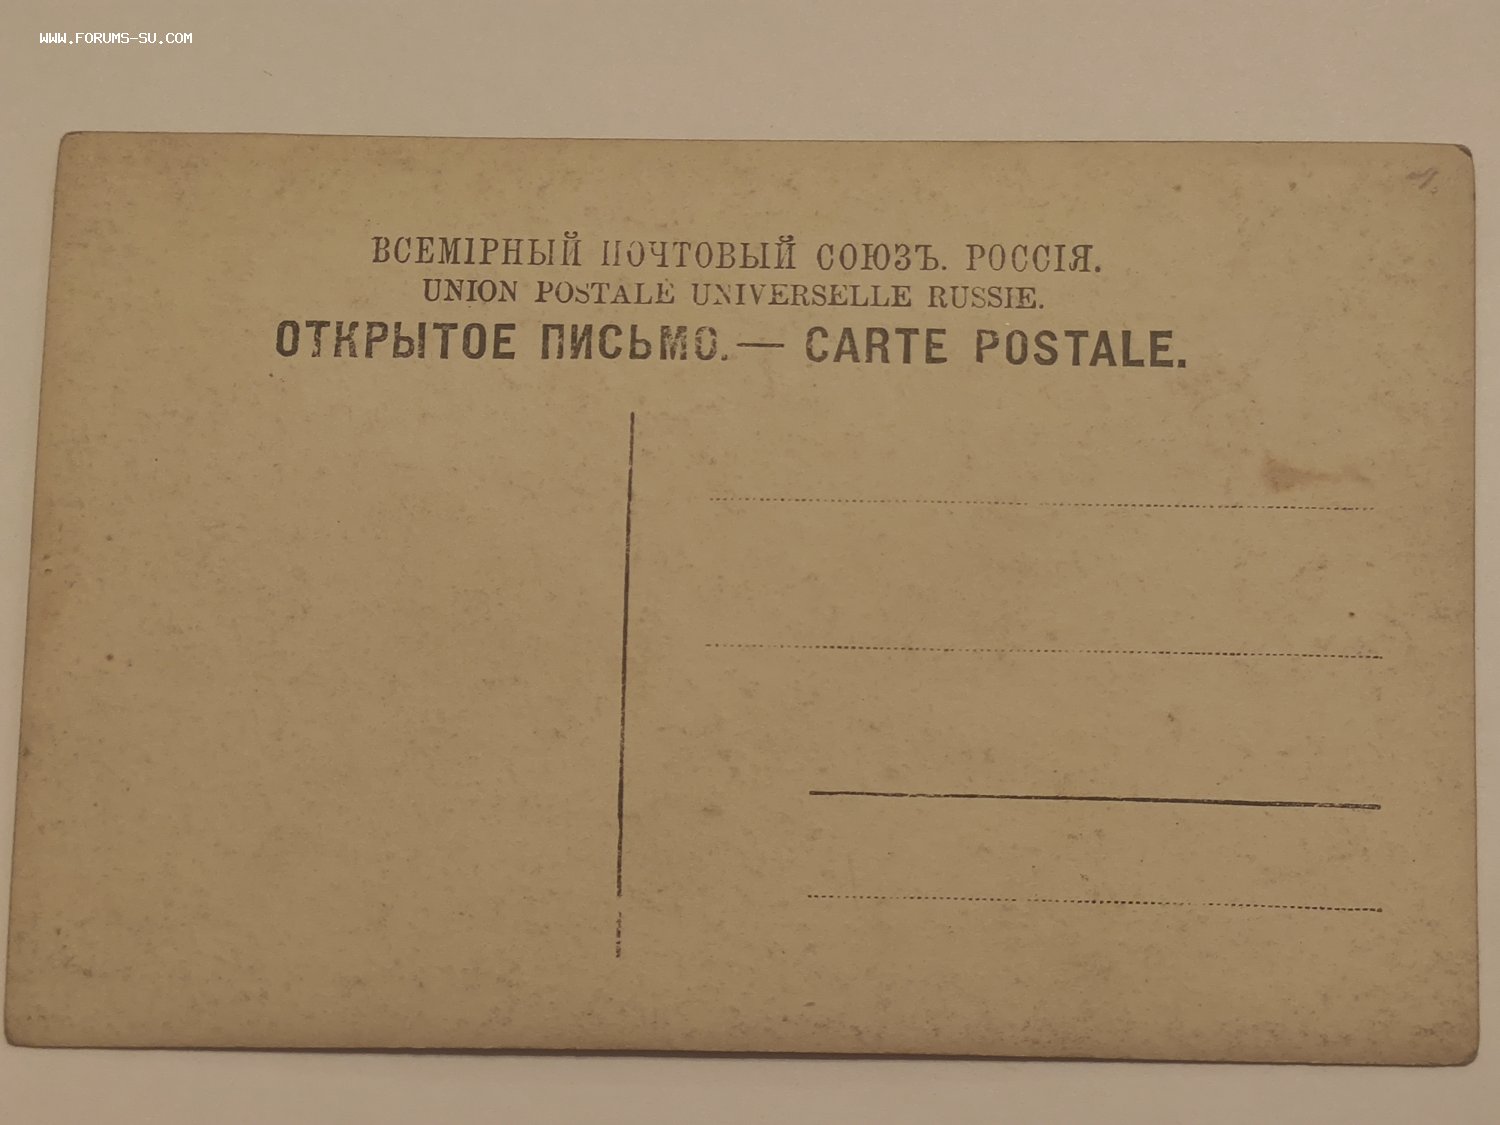 WWW.FORUMS-SU.COM
ВСЕМІРНЫЙ ПОЧТОВЫЙ СОЮЗЪ. РОССІЯ.
UNION POSTALE UNIVERSELLE RUSSIE.
ОТКРЫТОЕ ПИСЬМО.— CARTE POSTALE.